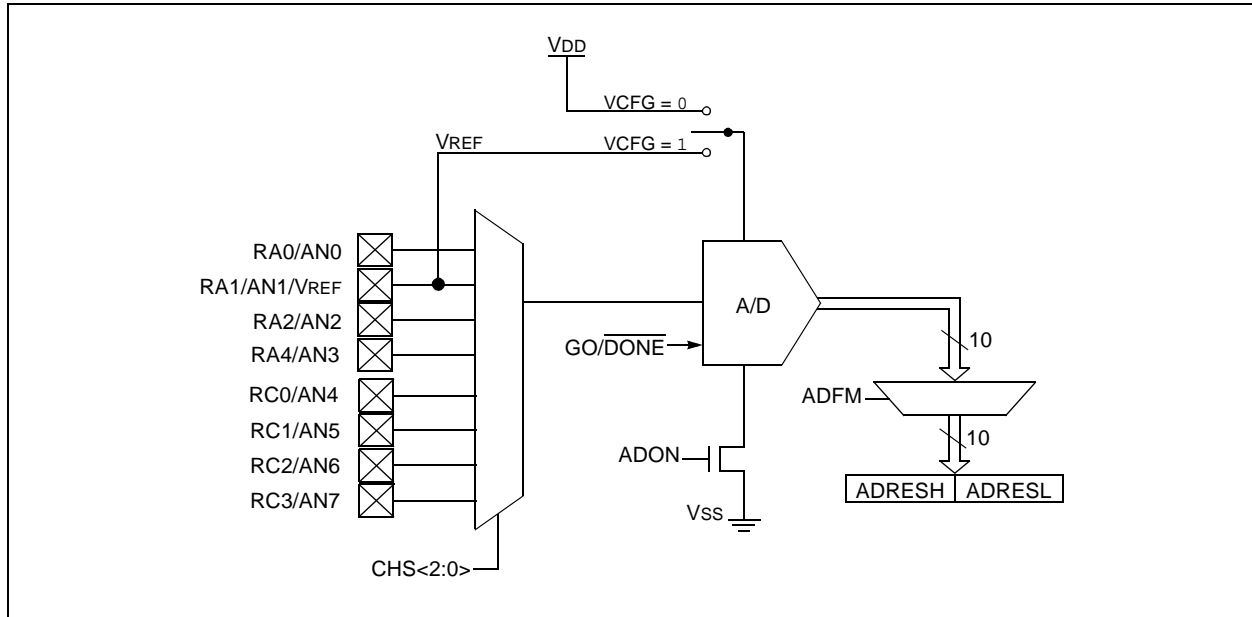 VDD
VCFG = 0
VREF
VCFG = 1
RA0/AN0
RA1/AN1/VREF
RA2/AN2
RA4/AN3
RC0/AN4
RC1/AN5
RC2/AN6
RC3/AN7
CHS<2:0>
A/D
GO/DONE
10
ADFM
10
ADON
ADRESH ADRESL
VSS